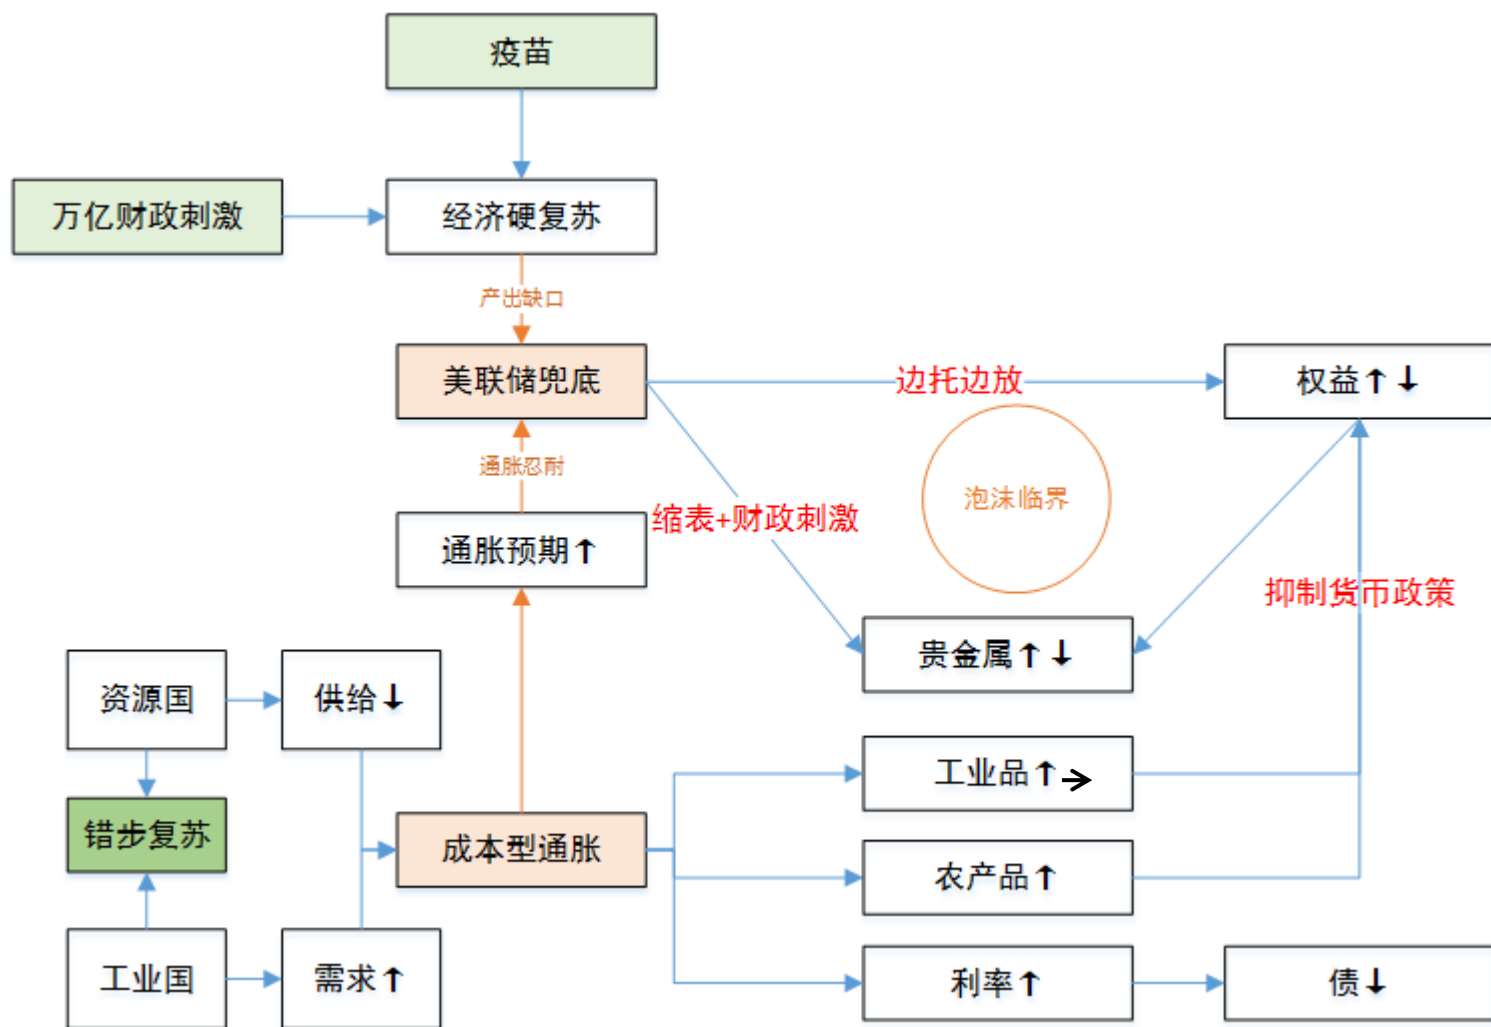 疫苗
万亿财政刺激
经济硬复苏
产出缺口
美联储兜底
边托边放
权益↑↓
通胀忍耐
泡沫临界
缩表+财政刺激
通胀预期↑
抑制货币政策
贵金属↑↓
资源国
供给↓
工业品↑→
错步复苏
成本型通胀
农产品↑
工业国
需求↑
利率↑
债↓